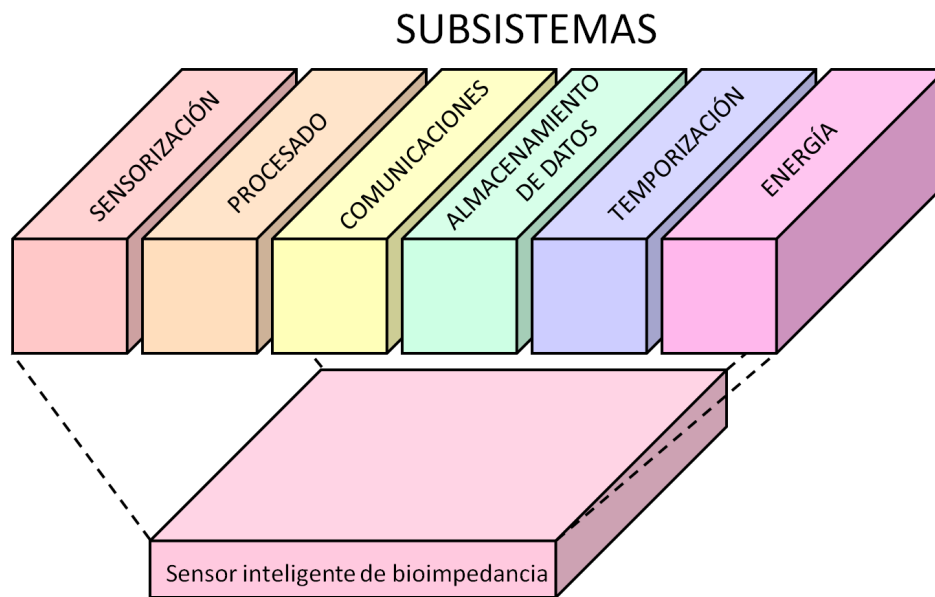 SUBSISTEMAS
SENSORIZACIÓN
PROCESADO
COMUNICACIONES
ALMACENAMIENTO
DE DATOS
TEMPORIZACIÓN
ENERGÍA
Sensor inteligente de bioimpedancia